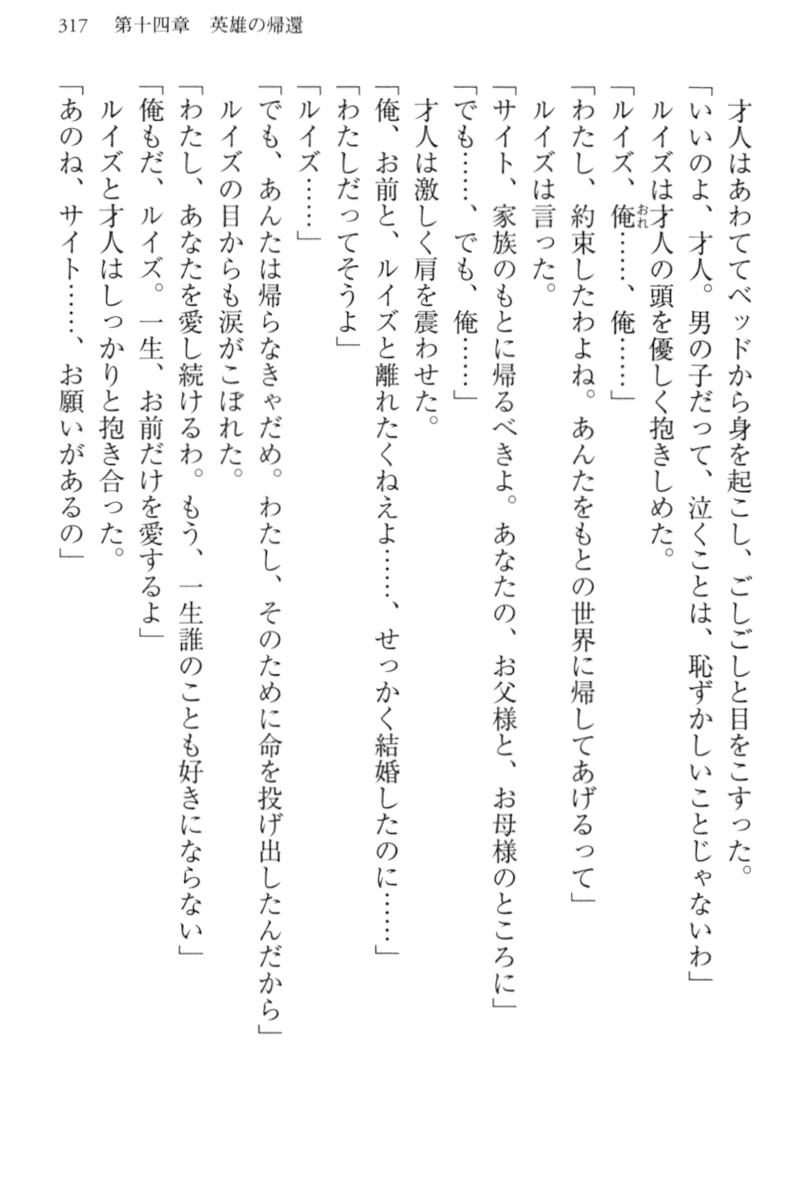 317 第十四章 英雄の帰還
才人はあわててベッドから身を起こし、ごしごしと目をこすった。
「いいのよ、才人。男の子だって、泣くことは、恥ずかしいことじゃないわ」
ルイズは才人の頭を優しく抱きしめた。
「ルイズ、俺おれ……、俺……」
「わたし、約束したわよね。あんたをもとの世界に帰してあげるって」
ルイズは言った。
「サイト、家族のもとに帰るべきよ。あなたの、お父様と、お母様のところに」
「でも……、でも、俺……」
才人は激しく肩を震わせた。
「俺、お前と、ルイズと離れたくねえよ……、せっかく結婚したのに……」
「わたしだってそうよ」
「ルイズ……」
「でも、あんたは帰らなきゃだめ。わたし、そのために命を投げ出したんだから」
ルイズの目からも涙がこぼれた。
「わたし、あなたを愛し続けるわ。もう、一生誰のことも好きにならない」
「俺もだ、ルイズ。一生、お前だけを愛するよ」
ルイズと才人はしっかりと抱き合った。
「あのね、サイト……、お願いがあるの」